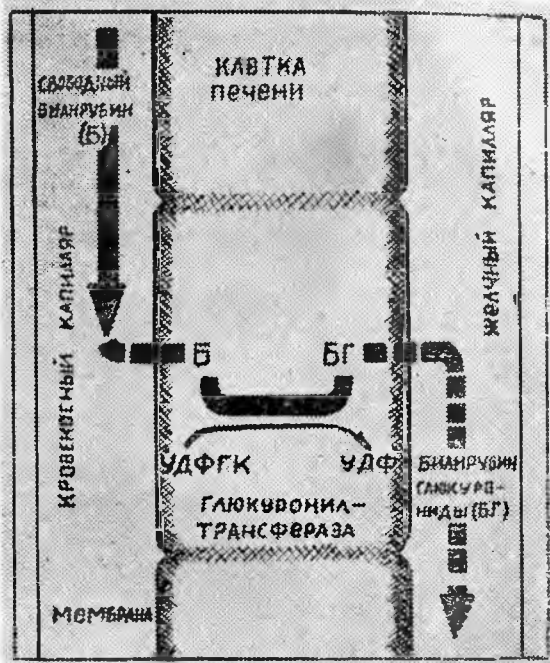 КЛЕТКА
печени
СВОБОДНЫЙ
БИЛИРУБИН
(Б)
КРОВЕНОСНЫЙ КАПИЛЛЯР
ЖЕЛЧНЫЙ КАПИЛЛЯР
Б
БГ
УДФГК
УДФ
ГЛЮКУРОНИЛ-
ТРАНСФЕРАЗА
БИЛИРУБИН
ГЛЮКУРО-
НИДЫ (БГ)
МЕМБРАНА